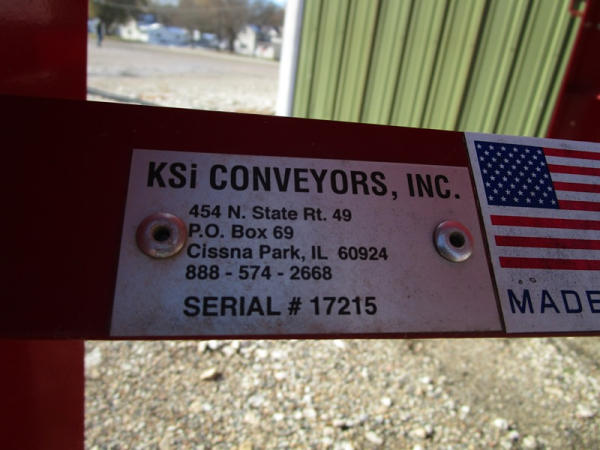 KSi CONVEYORS, INC.
454 N. State Rt. 49
P.O. Box 69
Cissna Park, IL 60924
888 - 574 - 2668
SERIAL # 17215
MADE